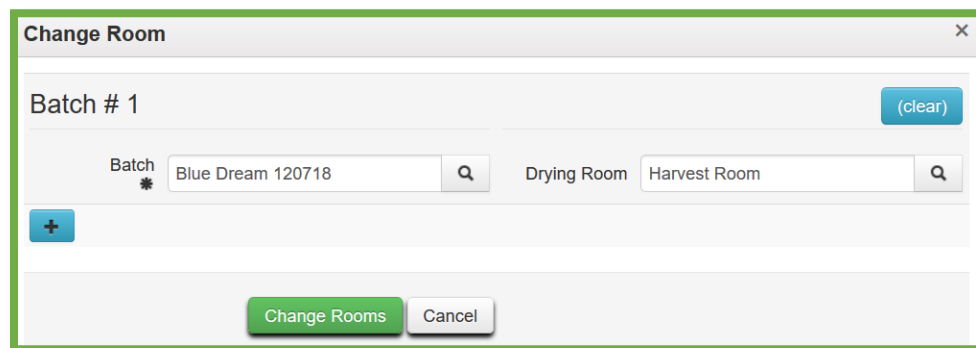 Change Room ×
Batch # 1 (clear)
Batch * Blue Dream 120718 Drying Room Harvest Room
+
Change Rooms Cancel